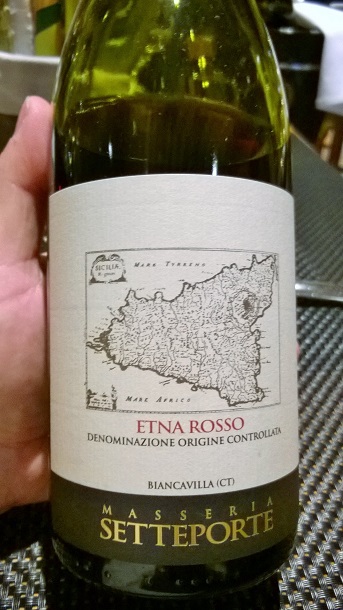 SICILIA
MARE TIRRENO
MARE AFRICO
ETNA ROSSO
DENOMINAZIONE ORIGINE CONTROLLATA
BIANCAVILLA (CT)
MASSERIA
SETTEPORTE